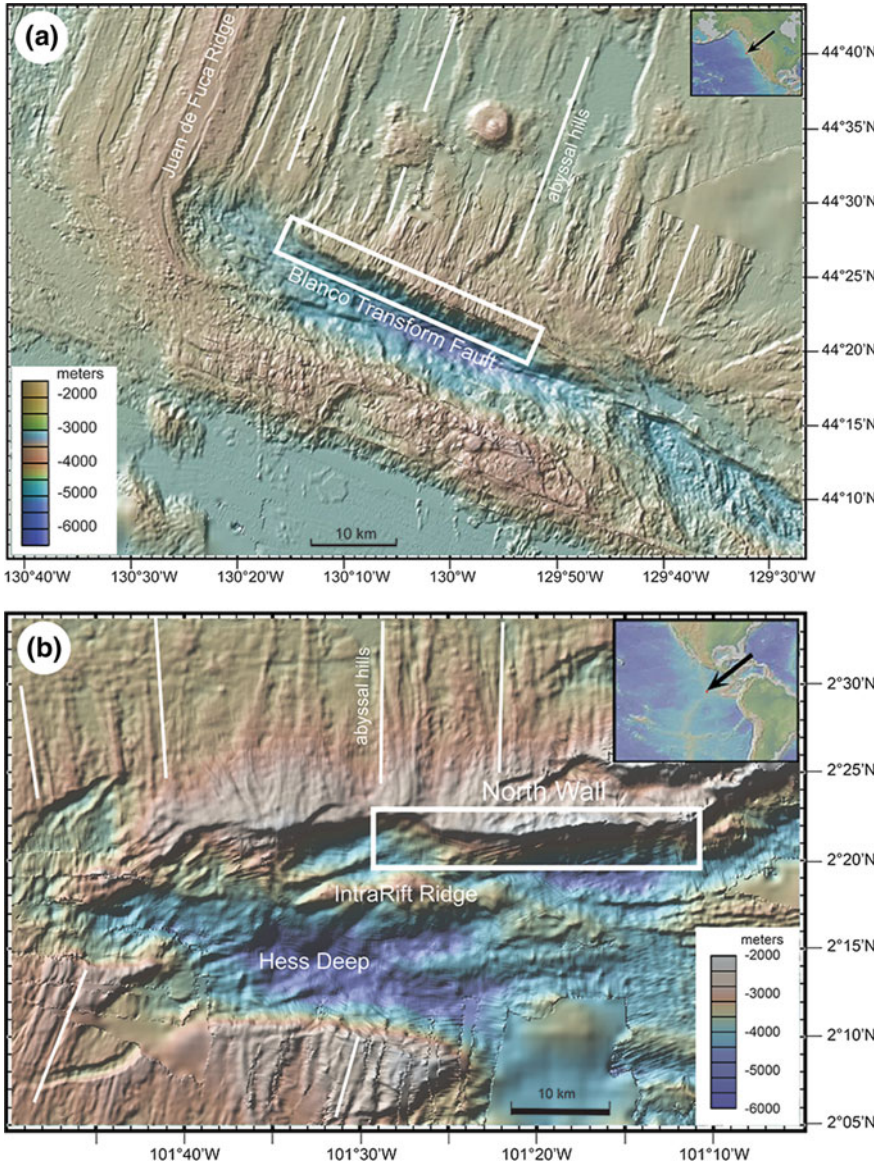 (a)
Juan de Fuca Ridge
abyssal hills
Blanco Transform Fault
meters
-2000
-3000
-4000
-5000
-6000
10 km
44°40'N
44°35'N
44°30'N
44°25'N
44°20'N
44°15'N
44°10'N
130°40'W 130°30'W 130°20'W 130°10'W 130°W 129°50'W 129°40'W 129°30'W
(b)
abyssal hills
North Wall
IntraRift Ridge
Hess Deep
meters
-2000
-3000
-4000
-5000
-6000
10 km
2°30'N
2°25'N
2°20'N
2°15'N
2°10'N
2°05'N
101°40'W 101°30'W 101°20'W 101°10'W